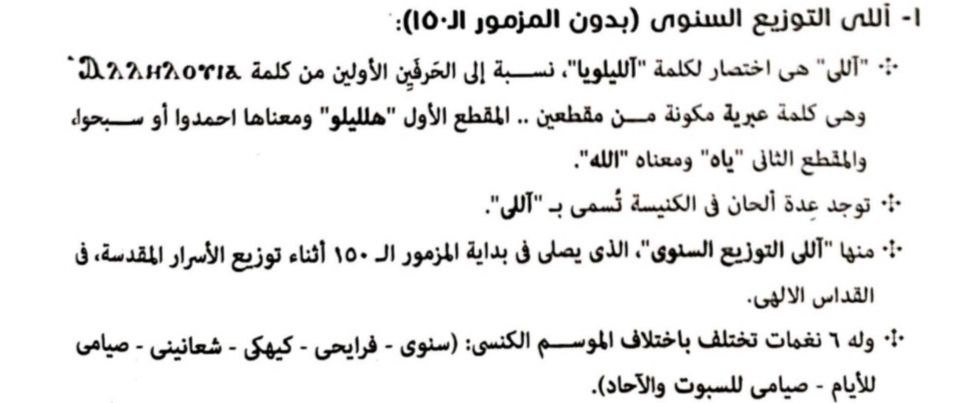 ١- آللى التوزيع السنوى (بدون المزمور الـ١٥٠):
"آللى" هى اختصار لكلمة "آلليلويا"، نسبة إلى الحَرفَيِن الأولين من كلمة Ⲁⲗⲗⲏⲗⲟⲩⲓⲁ̀
وهى كلمة عبرية مكونة من مقطعين .. المقطع الأول "هلليلو" ومعناها احمدوا أو سبحوا،
والمقطع الثانى "ياه" ومعناه "الله".
توجد عِدة ألحان فى الكنيسة تُسمى بـ "آللى".
منها "آللى التوزيع السنوى"، الذى يصلى فى بداية المزمور الـ ١٥٠ أثناء توزيع الأسرار المقدسة، فى
القداس الالهى.
وله ٦ نغمات تختلف باختلاف الموسم الكنسى: (سنوى - فرايحى - كيهكى - شعانينى - صيامى
للأيام - صيامى للسبوت والآحاد).